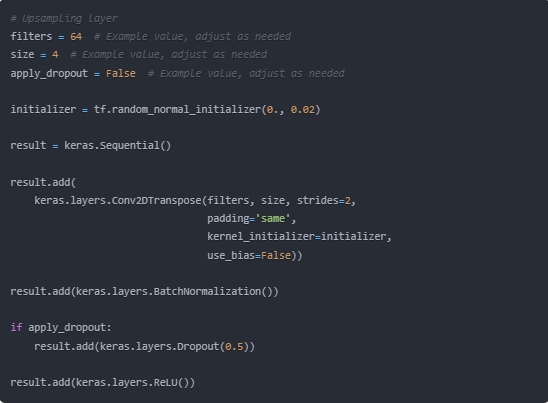 # Upsampling layer
filters = 64  # Example value, adjust as needed
size = 4  # Example value, adjust as needed
apply_dropout = False  # Example value, adjust as needed

initializer = tf.random_normal_initializer(0., 0.02)

result = keras.Sequential()

result.add(
    keras.layers.Conv2DTranspose(filters, size, strides=2,
                                 padding='same',
                                 kernel_initializer=initializer,
                                 use_bias=False))

result.add(keras.layers.BatchNormalization())

if apply_dropout:
    result.add(keras.layers.Dropout(0.5))

result.add(keras.layers.ReLU())